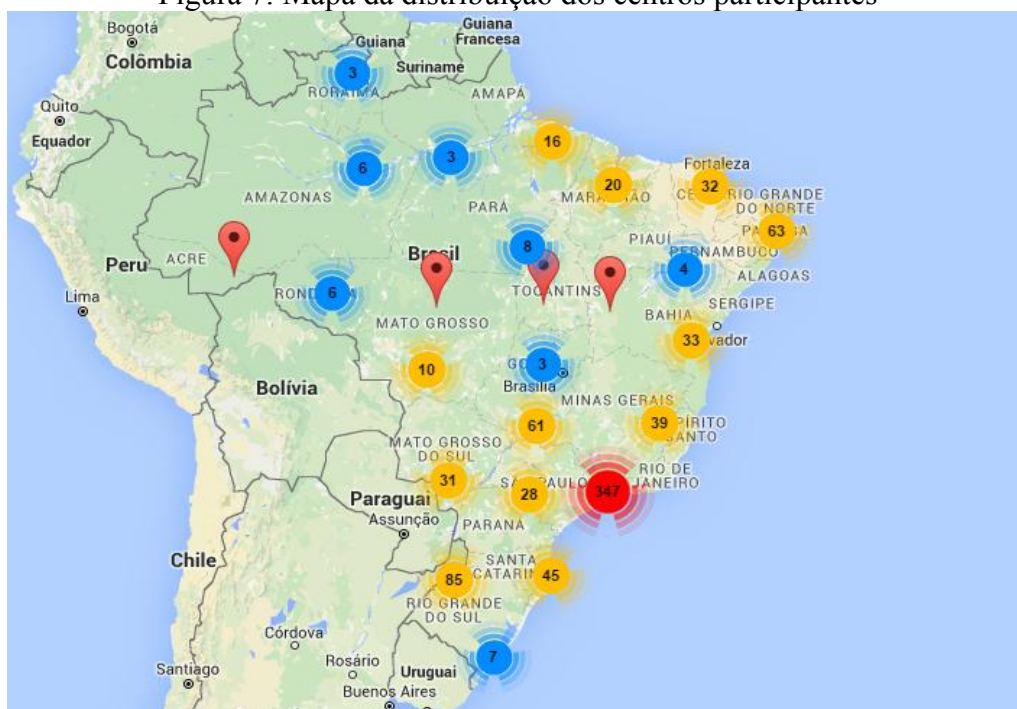 Figura 7: Mapa da distribuição dos centros participantes
Bogotá
Colômbia
Guiana
Guiana
Francesa
Suriname
3
RORAIMA
AMAPÁ
Quito
Equador
16
3
6
Fortaleza
AMAZONAS
20
32
RIO GRANDE
DO NORTE
PARÁ
63
PIAUÍ
8
PERNAMBUCO
ACRE
Peru
4
ALAGOAS
Lima
6
TOCANTINS
SERGIPE
BAHIA
MATO GROSSO
33
3
10
Brasília
Bolívia
MINAS GERAIS
61
39
MATO GROSSO
DO SUL
31
28
347
RIO DE
JANEIRO
Paraguai
Assunção
PARANÁ
Chile
SANTA
85
45
RIO GRANDE
DO SUL
Córdova
7
Rosário
Santiago
Uruguai
Buenos Aires